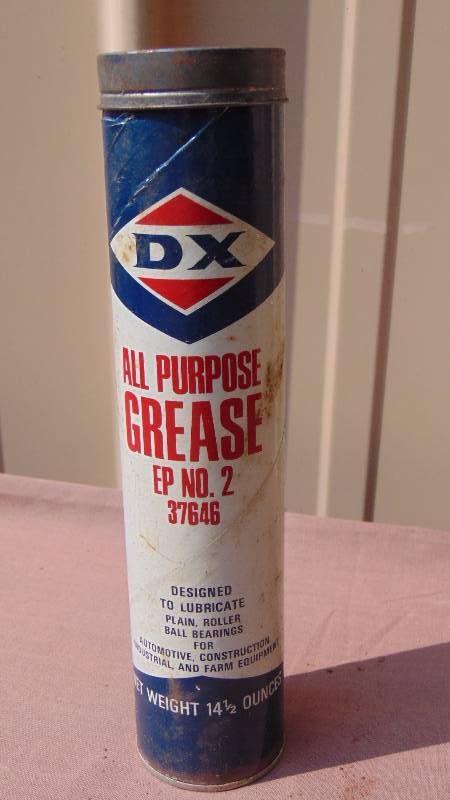 DX
ALL PURPOSE
GREASE
EP NO. 2
37646
DESIGNED
TO LUBRICATE
PLAIN, ROLLER
BALL BEARINGS
FOR
AUTOMOTIVE, CONSTRUCTION,
INDUSTRIAL, AND FARM EQUIPMENT
NET WEIGHT 14½ OUNCES